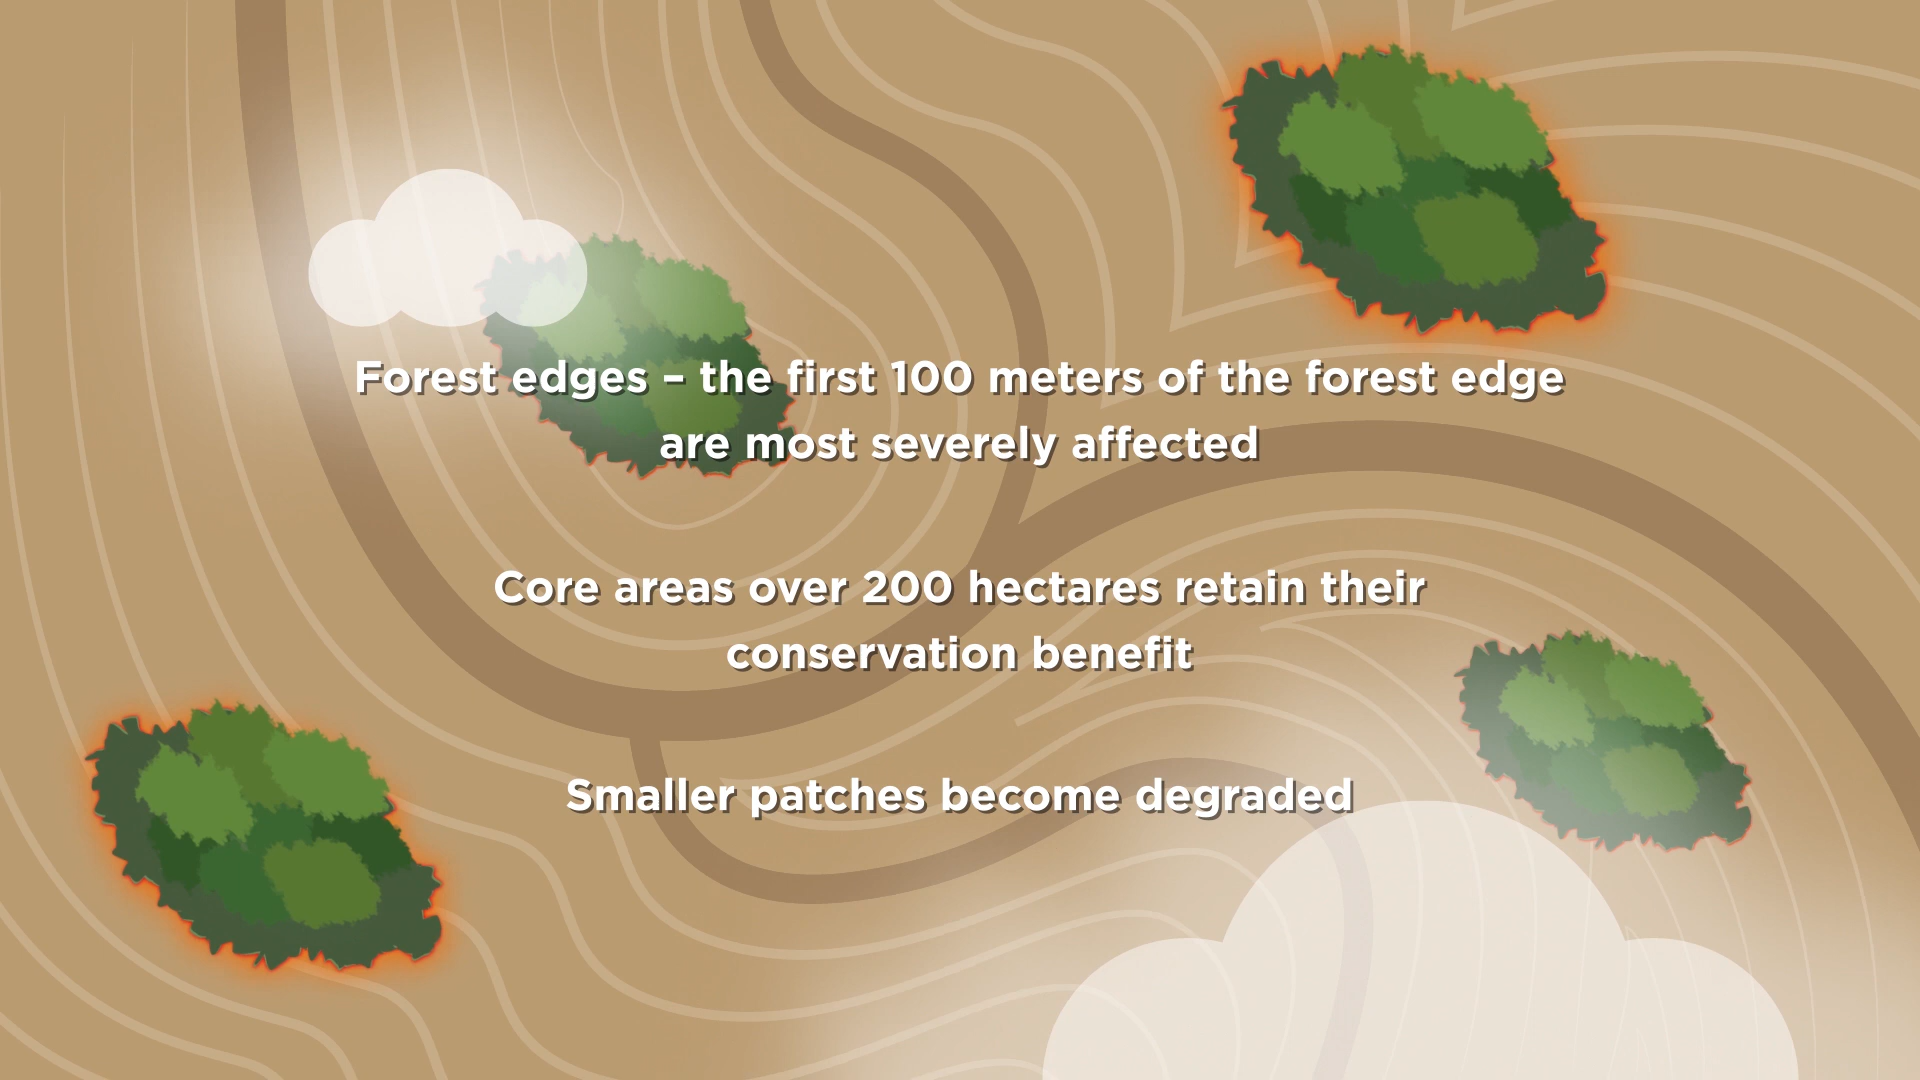 Forest edges – the first 100 meters of the forest edge
are most severely affected
Core areas over 200 hectares retain their
conservation benefit
Smaller patches become degraded